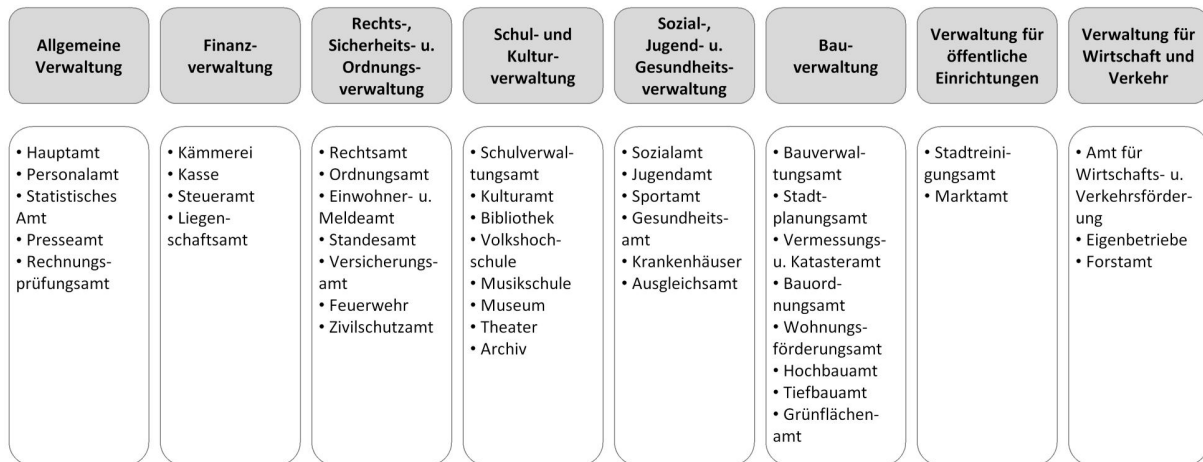 Allgemeine
Verwaltung
Finanz-
verwaltung
Rechts-,
Sicherheits- u.
Ordnungs-
verwaltung
Schul- und
Kultur-
verwaltung
Sozial-,
Jugend- u.
Gesundheits-
verwaltung
Bau-
verwaltung
Verwaltung für
öffentliche
Einrichtungen
Verwaltung für
Wirtschaft und
Verkehr
• Hauptamt
• Personalamt
• Statistisches
Amt
• Presseamt
• Rechnungs-
prüfungsamt
• Kämmerei
• Kasse
• Steueramt
• Liegen-
schaftsamt
• Rechtsamt
• Ordnungsamt
• Einwohner- u.
Meldeamt
• Standesamt
• Versicherungs-
amt
• Feuerwehr
• Zivilschutzamt
• Schulverwal-
tungsamt
• Kulturamt
• Bibliothek
• Volkshoch-
schule
• Musikschule
• Museum
• Theater
• Archiv
• Sozialamt
• Jugendamt
• Sportamt
• Gesundheits-
amt
• Krankenhäuser
• Ausgleichsamt
• Bauverwal-
tungsamt
• Stadt-
planungsamt
• Vermessungs-
u. Katasteramt
• Bauord-
nungsamt
• Wohnungs-
förderungsamt
• Hochbauamt
• Tiefbauamt
• Grünflächen-
amt
• Stadtreini-
gungsamt
• Marktamt
• Amt für
Wirtschafts- u.
Verkehrsförder-
ung
• Eigenbetriebe
• Forstamt